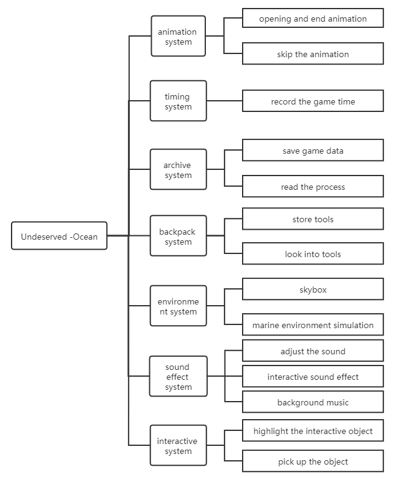 Undeserved -Ocean
animation
system
opening and end animation
skip the animation
timing
system
record the game time
archive
system
save game data
read the process
backpack
system
store tools
look into tools
environme
nt system
skybox
marine environment simulation
sound
effect
system
adjust the sound
interactive sound effect
background music
interactive
system
highlight the interactive object
pick up the object